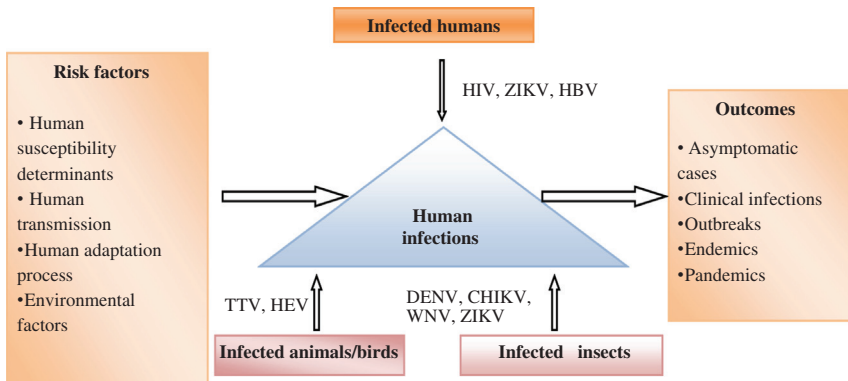 Infected humans
Risk factors
• Human
susceptibility
determinants
• Human
transmission
•Human adaptation
process
•Environmental
factors
HIV, ZIKV, HBV
Human
infections
TTV, HEV
DENV, CHIKV,
WNV, ZIKV
Infected animals/birds
Infected insects
Outcomes
• Asymptomatic
cases
•Clinical infections
•Outbreaks
•Endemics
•Pandemics